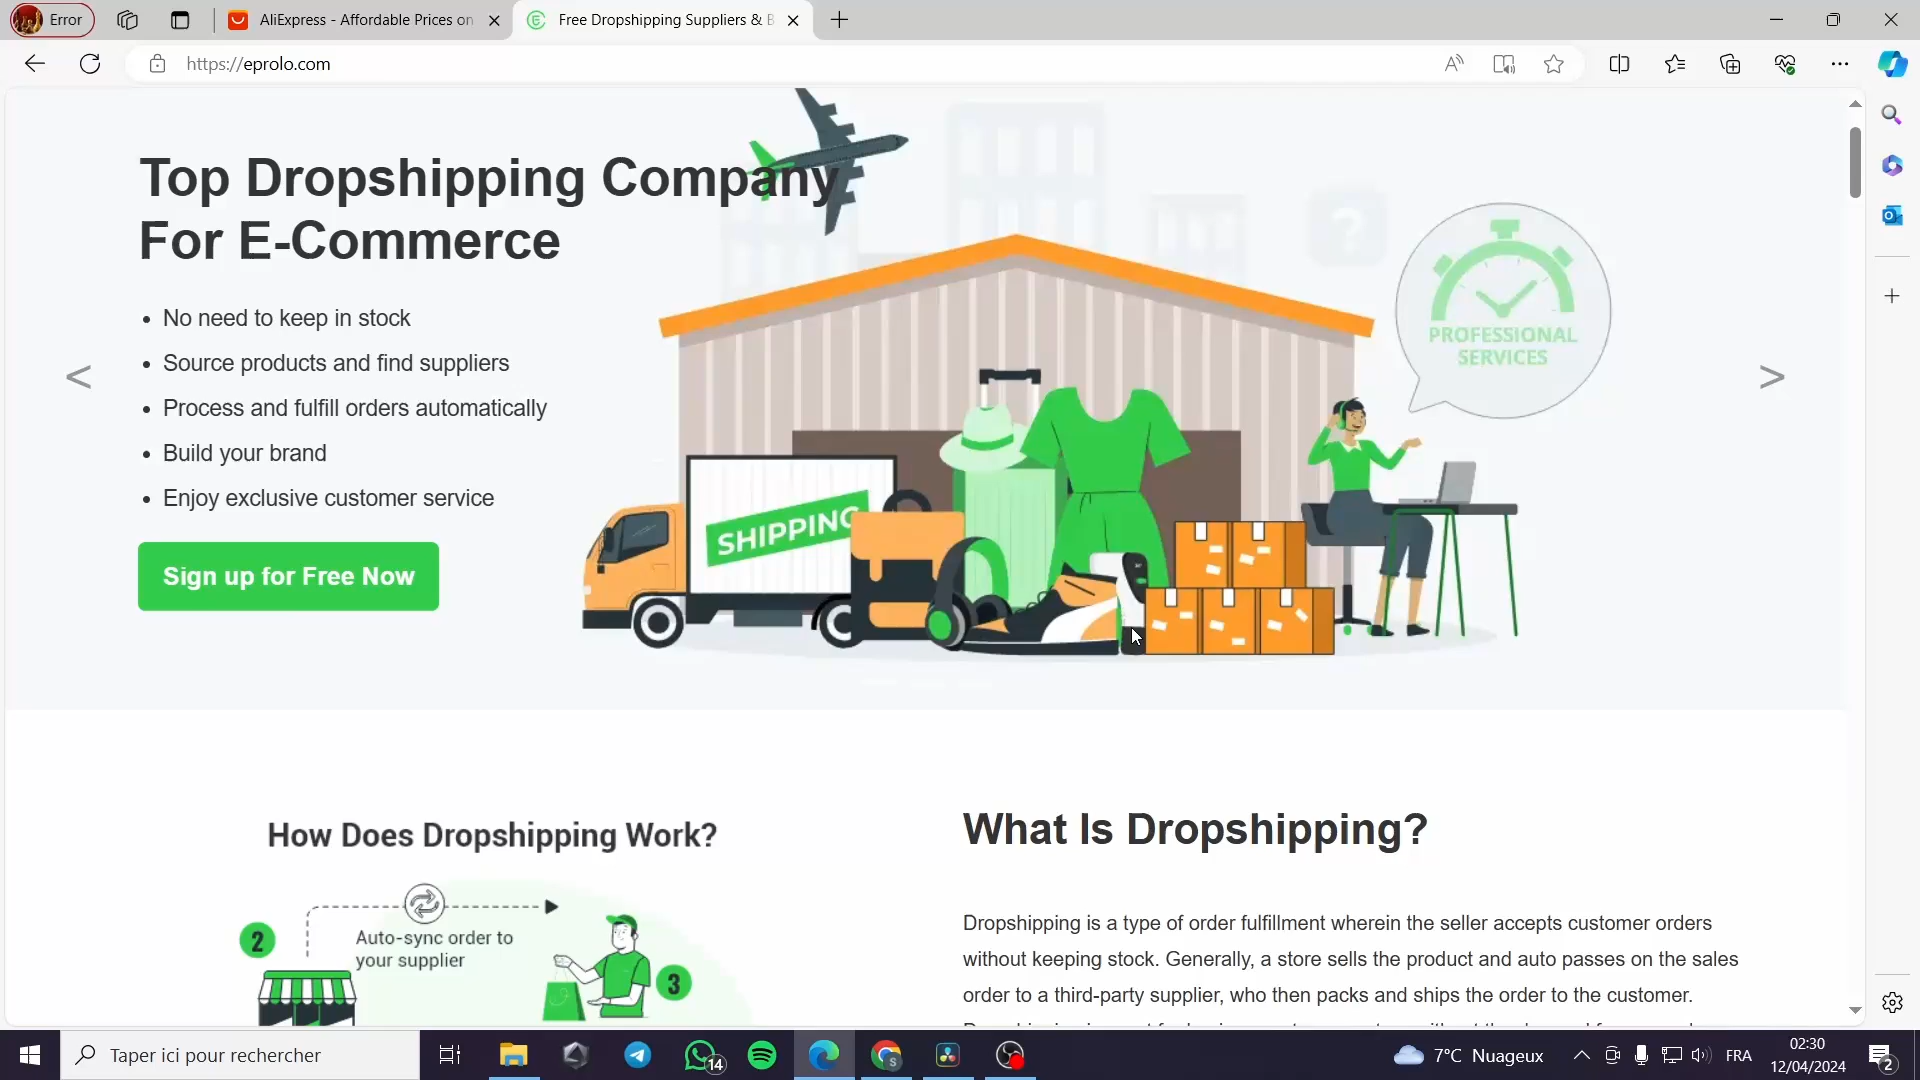 Error
AliExpress - Affordable Prices on
Free Dropshipping Suppliers & B
https://eprolo.com
Top Dropshipping Company
For E-Commerce
• No need to keep in stock
• Source products and find suppliers
• Process and fulfill orders automatically
• Build your brand
• Enjoy exclusive customer service
Sign up for Free Now
<
>
?
PROFESSIONAL
SERVICES
SHIPPING
How Does Dropshipping Work?
2
Auto-sync order to
your supplier
3
What Is Dropshipping?
Dropshipping is a type of order fulfillment wherein the seller accepts customer orders
without keeping stock. Generally, a store sells the product and auto passes on the sales
order to a third-party supplier, who then packs and ships the order to the customer.
Taper ici pour rechercher
14
7°C Nuageux
FRA
02:30
12/04/2024
2